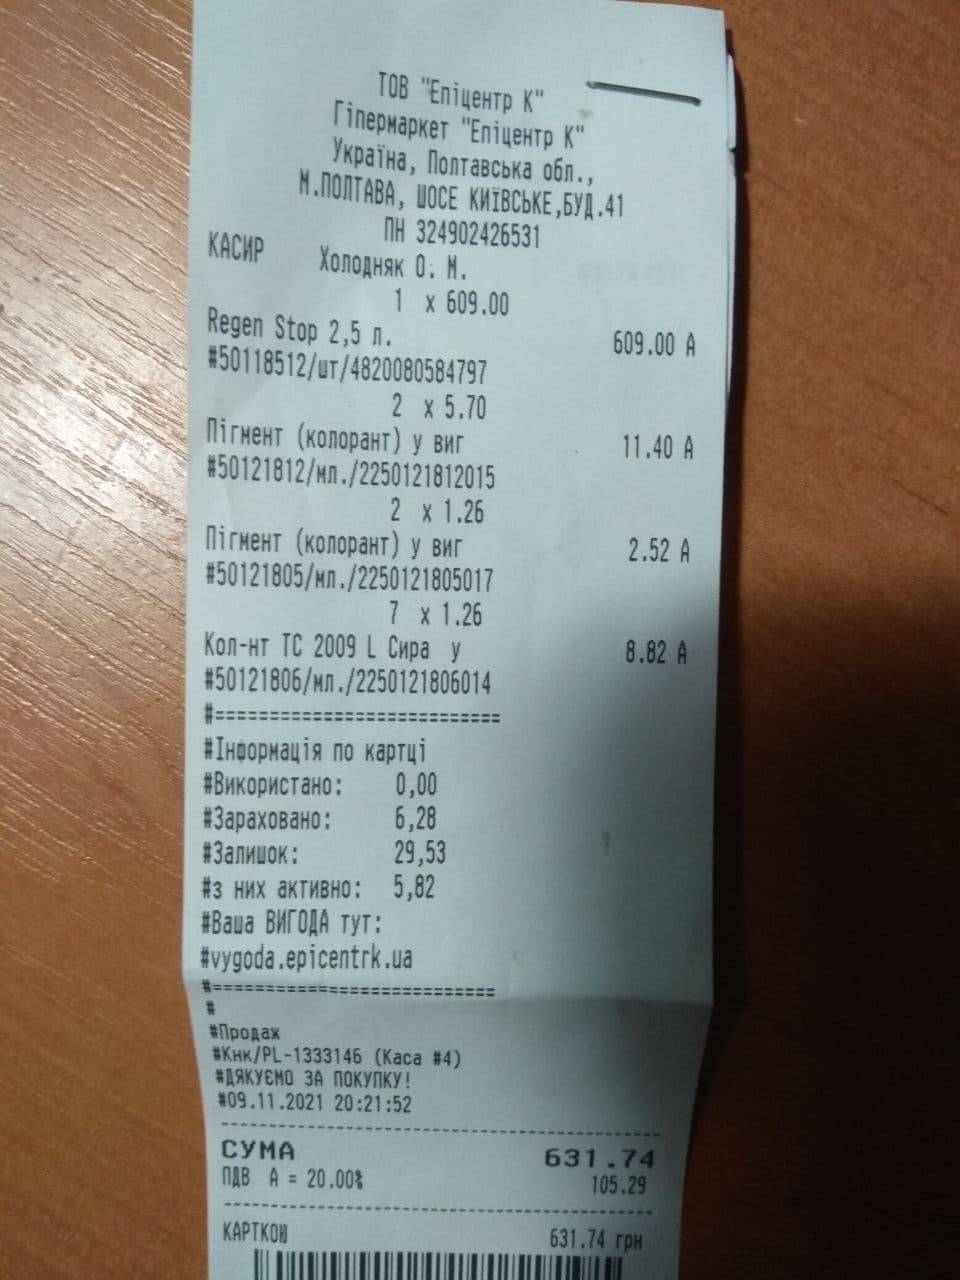 ТОВ "Епіцентр К"
Гіпермаркет "Епіцентр К"
Україна, Полтавська обл.,
М.ПОЛТАВА, ШОСЕ КИЇВСЬКЕ,БУД.41
ПН 324902426531
КАСИР Холодняк О. М.
1 x 609.00
Regen Stop 2,5 л. 609.00 А
#50118512/шт/4820080584797
2 x 5.70
Пігмент (колорант) у виг 11.40 А
#50121812/мл./2250121812015
2 x 1.26
Пігмент (колорант) у виг 2.52 А
#50121805/мл./2250121805017
7 x 1.26
Кол-нт ТС 2009 L Сира у 8.82 А
#50121806/мл./2250121806014
#===========================
#Інформація по картці
#Використано: 0,00
#Зараховано: 6,28
#Залишок: 29,53
#з них активно: 5,82
#Ваша ВИГОДА тут:
#vygoda.epicentrk.ua
#===========================
#
#Продаж
#Кнк/PL-1333146 (Каса #4)
#ДЯКУЄМО ЗА ПОКУПКУ!
#09.11.2021 20:21:52
СУМА 631.74
ПДВ А = 20.00% 105.29
КАРТКОЮ 631.74 грн